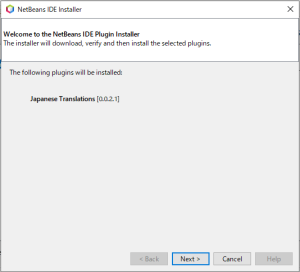 NetBeans IDE Installer
Welcome to the NetBeans IDE Plugin Installer
The installer will download, verify and then install the selected plugins.
The following plugins will be installed:
Japanese Translations [0.0.2.1]
< Back Next > Cancel Help